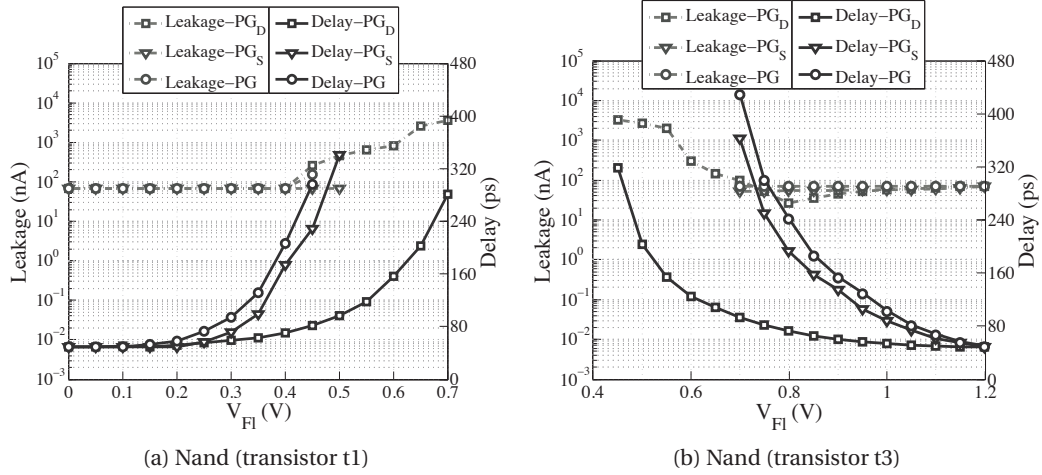 Leakage−PG_D Delay−PG_D
Leakage−PG_S Delay−PG_S
Leakage−PG Delay−PG
10^5
10^4
10^3
10^2
10^1
10^0
10^−1
10^−2
10^−3
Leakage (nA)
480
400
320
240
160
80
0
Delay (ps)
0 0.1 0.2 0.3 0.4 0.5 0.6 0.7
V_Fl (V)
(a) Nand (transistor t1)
Leakage−PG_D Delay−PG_D
Leakage−PG_S Delay−PG_S
Leakage−PG Delay−PG
10^5
10^4
10^3
10^2
10^1
10^0
10^−1
10^−2
10^−3
Leakage (nA)
480
400
320
240
160
80
0
Delay (ps)
0.4 0.6 0.8 1 1.2
V_Fl (V)
(b) Nand (transistor t3)